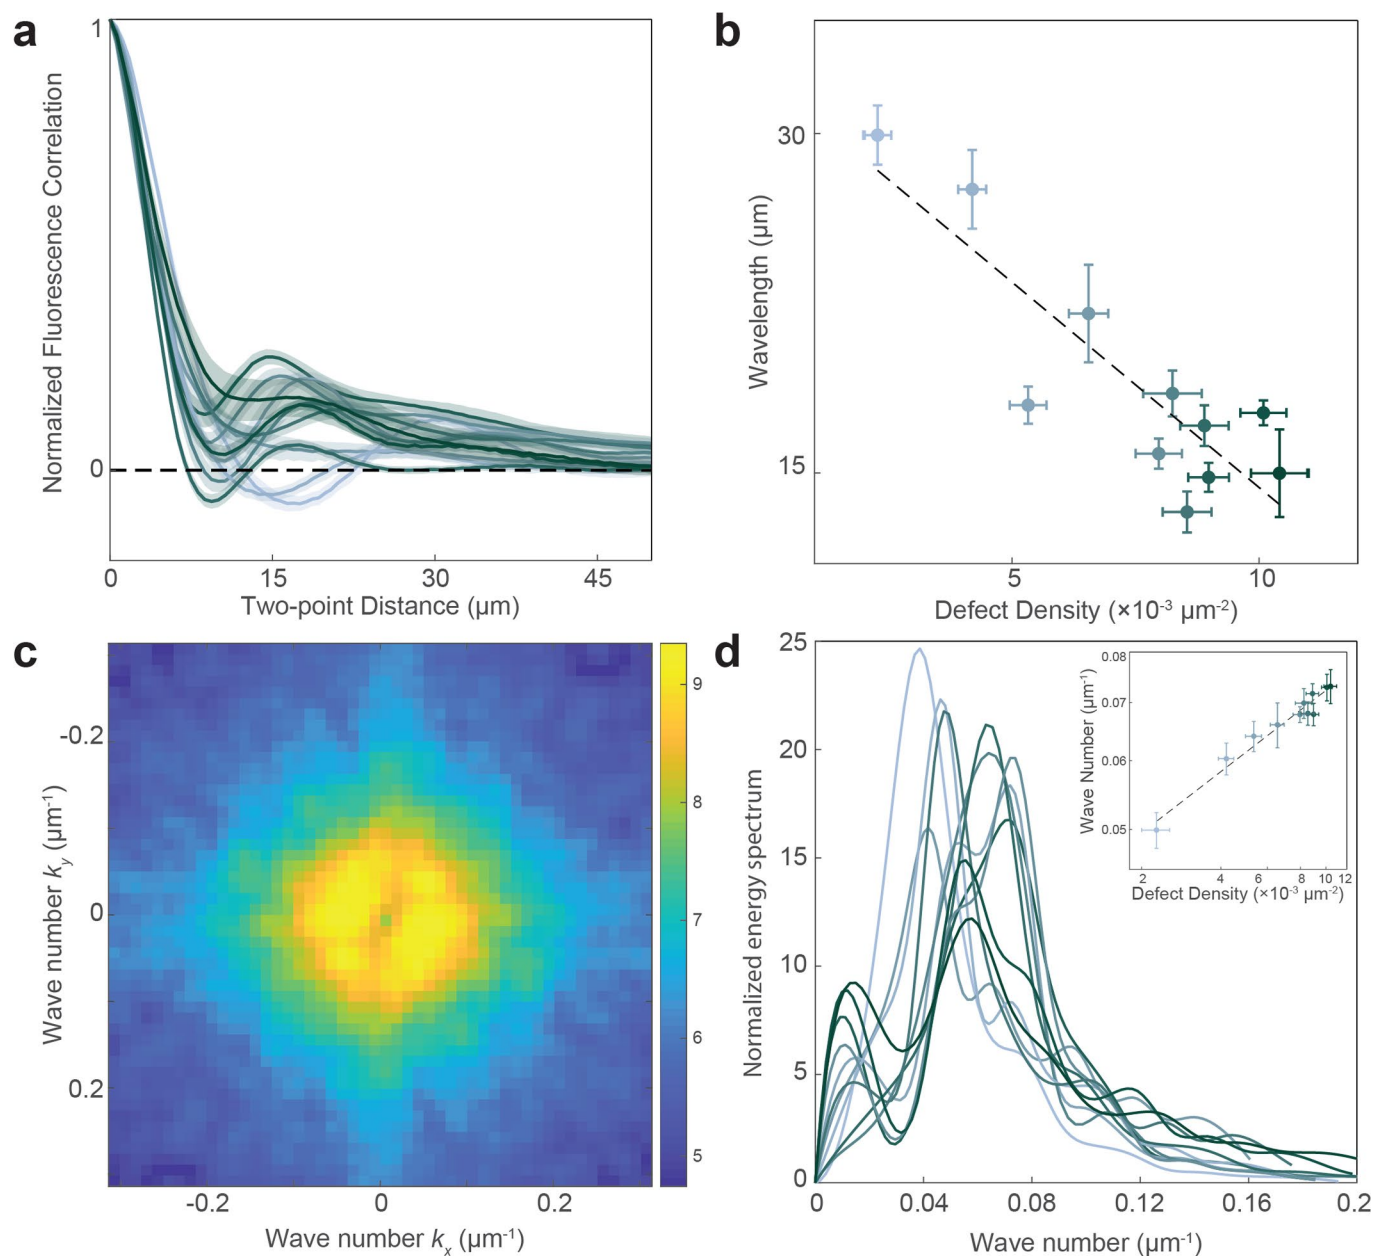 a
1
0
Normalized Fluorescence Correlation
0 15 30 45
Two-point Distance (µm)
b
30
15
Wavelength (µm)
5 10
Defect Density (×10⁻³ µm⁻²)
c
-0.2
0
0.2
Wave number k_y (µm⁻¹)
-0.2 0 0.2
Wave number k_x (µm⁻¹)
9
8
7
6
5
d
25
20
15
10
5
0
Normalized energy spectrum
0 0.04 0.08 0.12 0.16 0.2
Wave number (µm⁻¹)
0.08
0.07
0.06
0.05
Wave Number (µm⁻¹)
2 4 6 8 10 12
Defect Density (×10⁻³ µm⁻²)